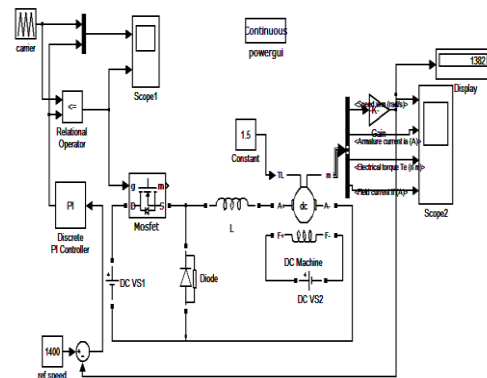 carrier
Scope1
Continuous
powergui
1382
Display
<=
Relational
Operator
<Speed wm (rad/s)>
-K-
Gain
<Armature current ia (A)>
<Electrical torque Te (n m)>
<Field current if (A)>
Scope2
1.5
Constant
TL
m
g
m
D
S
Mosfet
PI
Discrete
PI Controller
L
A+
dc
A-
F+
F-
DC Machine
DC VS1
Diode
DC VS2
1400
ref speed